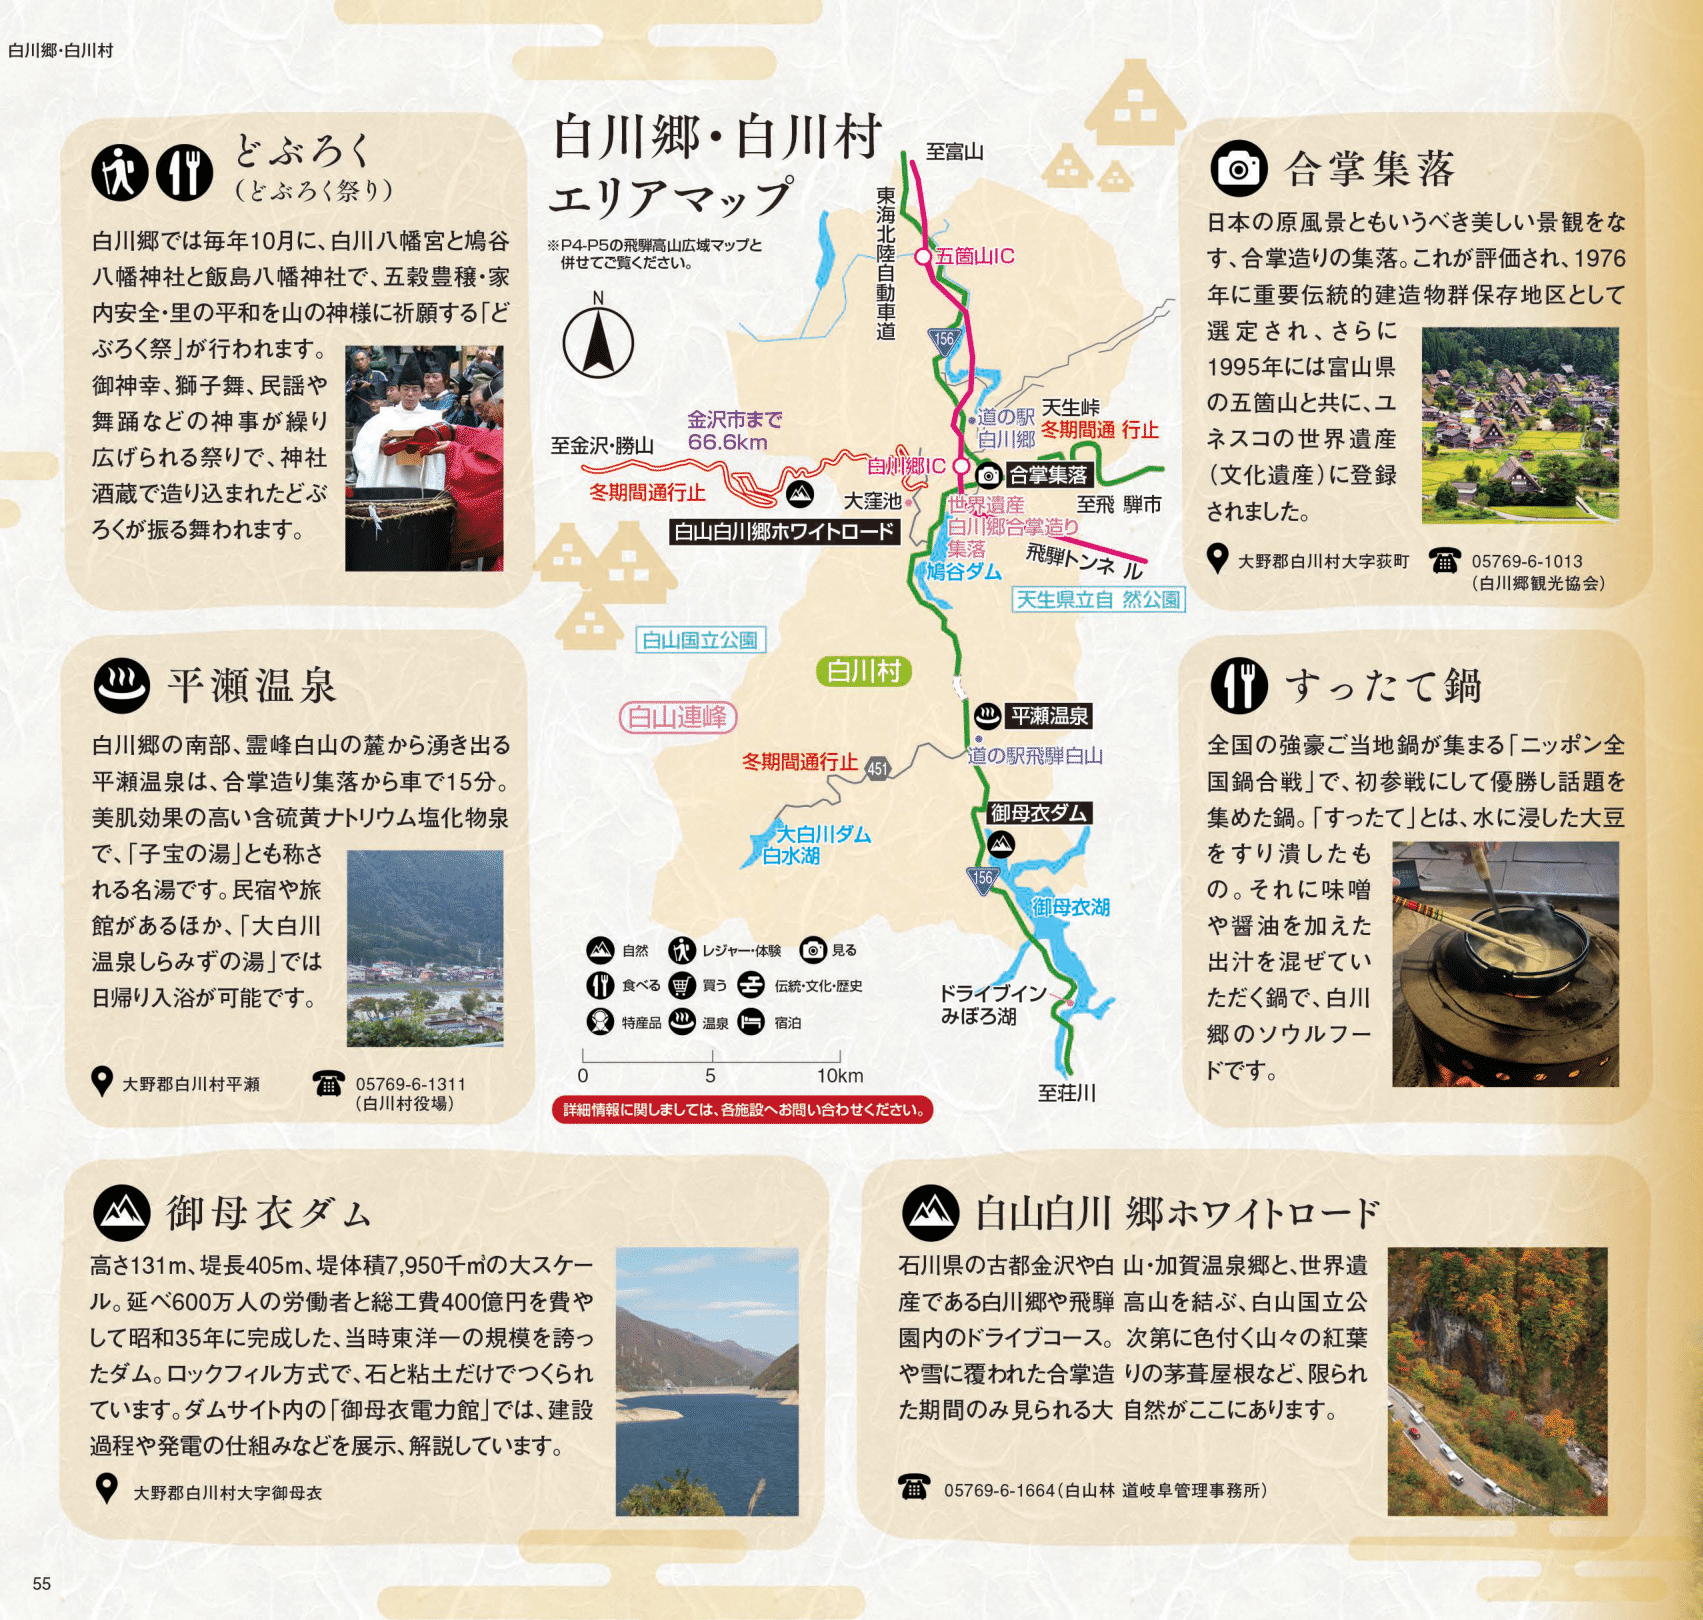 白川郷・白川村
どぶろく
（どぶろく祭り）
白川郷では毎年10月に、白川八幡宮と鳩谷
八幡神社と飯島八幡神社で、五穀豊穣・家
内安全・里の平和を山の神様に祈願する「ど
ぶろく祭」が行われます。
御神幸、獅子舞、民謡や
舞踊などの神事が繰り
広げられる祭りで、神社
酒蔵で造り込まれたどぶ
ろくが振る舞われます。
平瀬温泉
白川郷の南部、霊峰白山の麓から湧き出る
平瀬温泉は、合掌造り集落から車で15分。
美肌効果の高い含硫黄ナトリウム塩化物泉
で、「子宝の湯」とも称さ
れる名湯です。民宿や旅
館があるほか、「大白川
温泉しらみずの湯」では
日帰り入浴が可能です。
大野郡白川村平瀬
05769-6-1311
（白川村役場）
白川郷・白川村
エリアマップ
※P4-P5の飛騨高山広域マップと
併せてご覧ください。
N
至富山
東海北陸自動車道
五箇山IC
156
道の駅
白川郷
天生峠
冬期間通 行止
金沢市まで
66.6km
至金沢・勝山
冬期間通行止
白川郷IC
合掌集落
大窪池
至飛 騨市
白山白川郷ホワイトロード
世界遺産
白川郷合掌造り
集落
飛騨トンネ ル
鳩谷ダム
天生県立自 然公園
白山国立公園
白川村
白山連峰
平瀬温泉
道の駅飛騨白山
冬期間通行止
451
御母衣ダム
大白川ダム
白水湖
156
御母衣湖
ドライブイン
みぼろ湖
至荘川
自然
レジャー・体験
見る
食べる
買う
伝統・文化・歴史
特産品
温泉
宿泊
0
5
10km
詳細情報に関しましては、各施設へお問い合わせください。
合掌集落
日本の原風景ともいうべき美しい景観をな
す、合掌造りの集落。これが評価され、1976
年に重要伝統的建造物群保存地区として
選定され、さらに
1995年には富山県
の五箇山と共に、ユ
ネスコの世界遺産
（文化遺産）に登録
されました。
大野郡白川村大字荻町
05769-6-1013
（白川郷観光協会）
すったて鍋
全国の強豪ご当地鍋が集まる「ニッポン全
国鍋合戦」で、初参戦にして優勝し話題を
集めた鍋。「すったて」とは、水に浸した大豆
をすり潰したも
の。それに味噌
や醤油を加えた
出汁を混ぜてい
ただく鍋で、白川
郷のソウルフー
ドです。
御母衣ダム
高さ131m、堤長405m、堤体積7,950千㎥の大スケー
ル。延べ600万人の労働者と総工費400億円を費や
して昭和35年に完成した、当時東洋一の規模を誇っ
たダム。ロックフィル方式で、石と粘土だけでつくられ
ています。ダムサイト内の「御母衣電力館」では、建設
過程や発電の仕組みなどを展示、解説しています。
大野郡白川村大字御母衣
白山白川 郷ホワイトロード
石川県の古都金沢や白 山・加賀温泉郷と、世界遺
産である白川郷や飛騨 高山を結ぶ、白山国立公
園内のドライブコース。 次第に色付く山々の紅葉
や雪に覆われた合掌造 りの茅葺屋根など、限られ
た期間のみ見られる大 自然がここにあります。
05769-6-1664（白山林 道岐阜管理事務所）
55